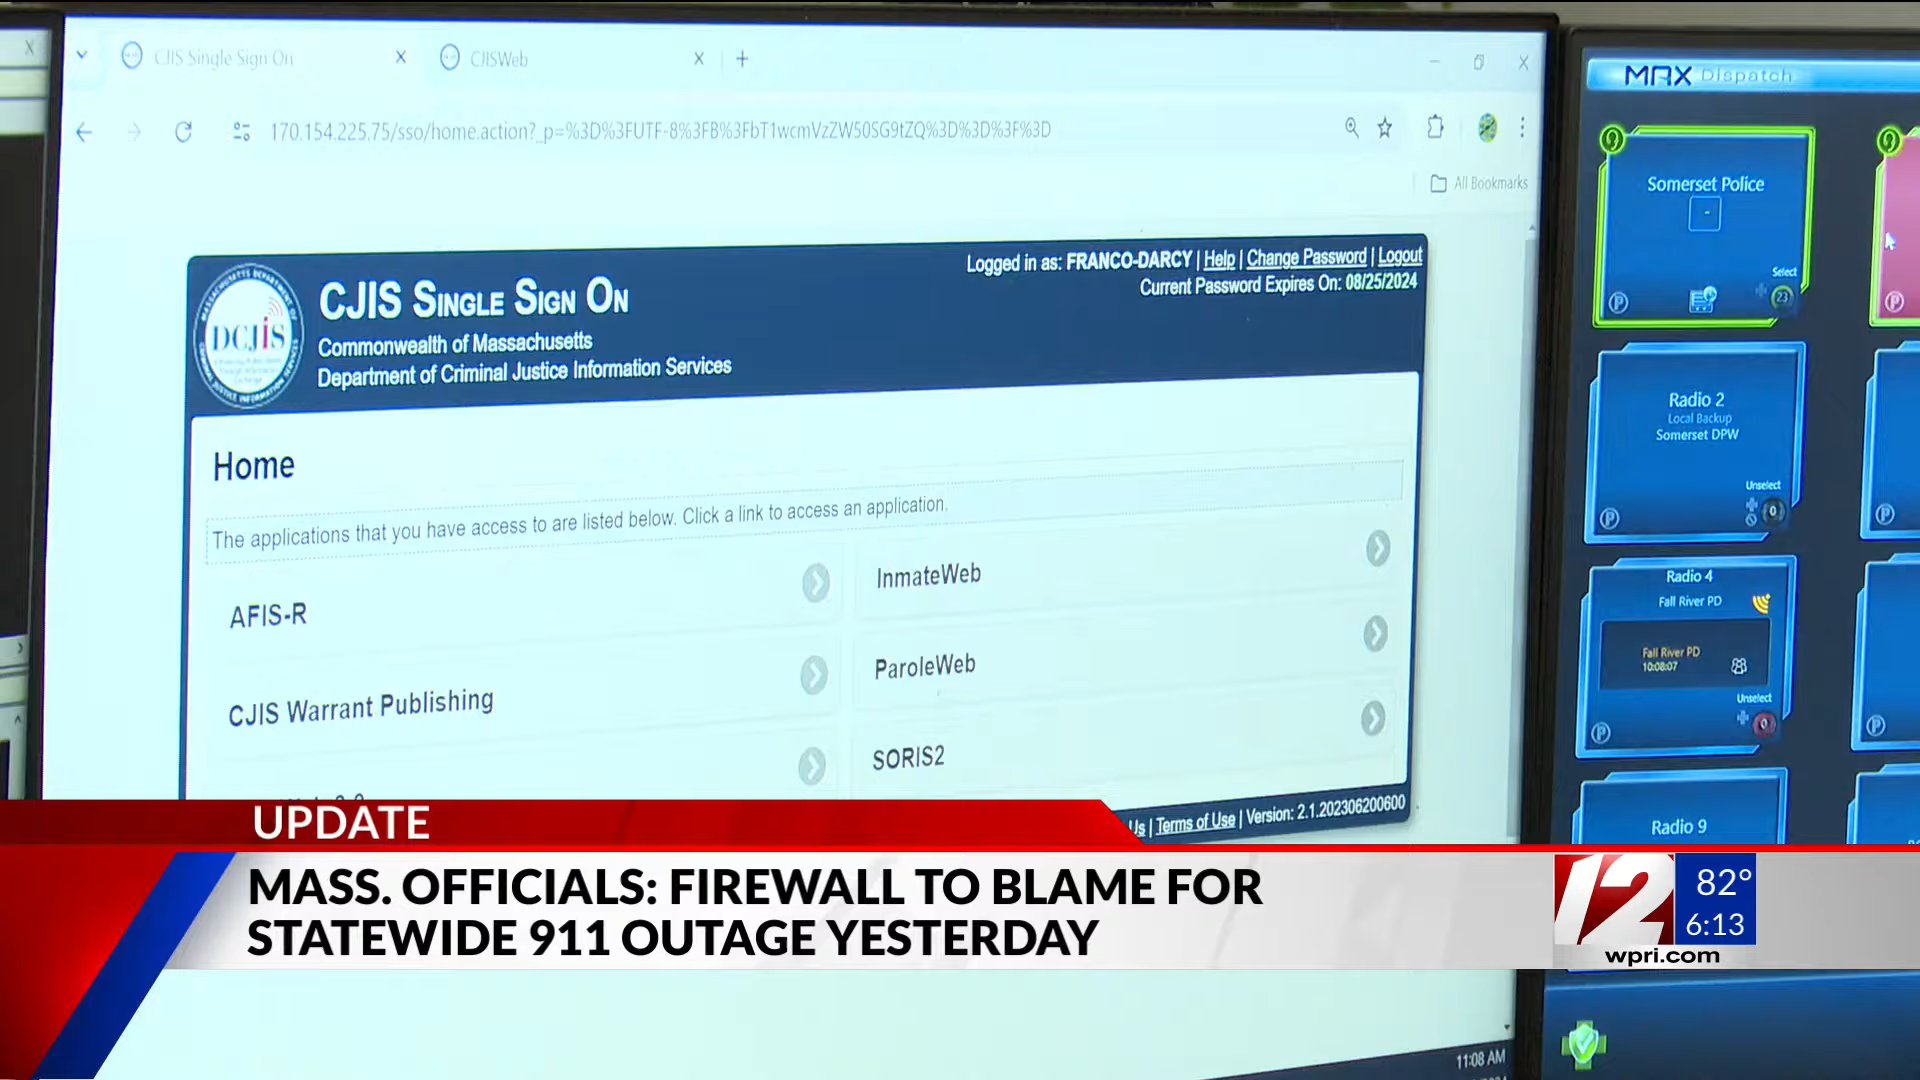 CJIS Single Sign On
CJISWeb
170.154.225.75/sso/home.action?_p=%3D%3FUTF-8%3FB%3FbT1wcmVzZW50SG9tZQ%3D%3D%3F%3D
All Bookmarks
DCJIS
CJIS SINGLE SIGN ON
Commonwealth of Massachusetts
Department of Criminal Justice Information Services
Logged in as: FRANCO-DARCY | Help | Change Password | Logout
Current Password Expires On: 08/25/2024
Home
The applications that you have access to are listed below. Click a link to access an application.
AFIS-R
InmateWeb
CJIS Warrant Publishing
ParoleWeb
SORIS2
Us | Terms of Use | Version: 2.1.202306200600
11:08 AM
MAX Dispatch
Somerset Police
-
Select
23
P
P
Radio 2
Local Backup
Somerset DPW
Unselect
0
P
P
Radio 4
Fall River PD
Fall River PD
10:08:07
Unselect
0
P
P
Radio 9
UPDATE
MASS. OFFICIALS: FIREWALL TO BLAME FOR
STATEWIDE 911 OUTAGE YESTERDAY
12
82°
6:13
wpri.com